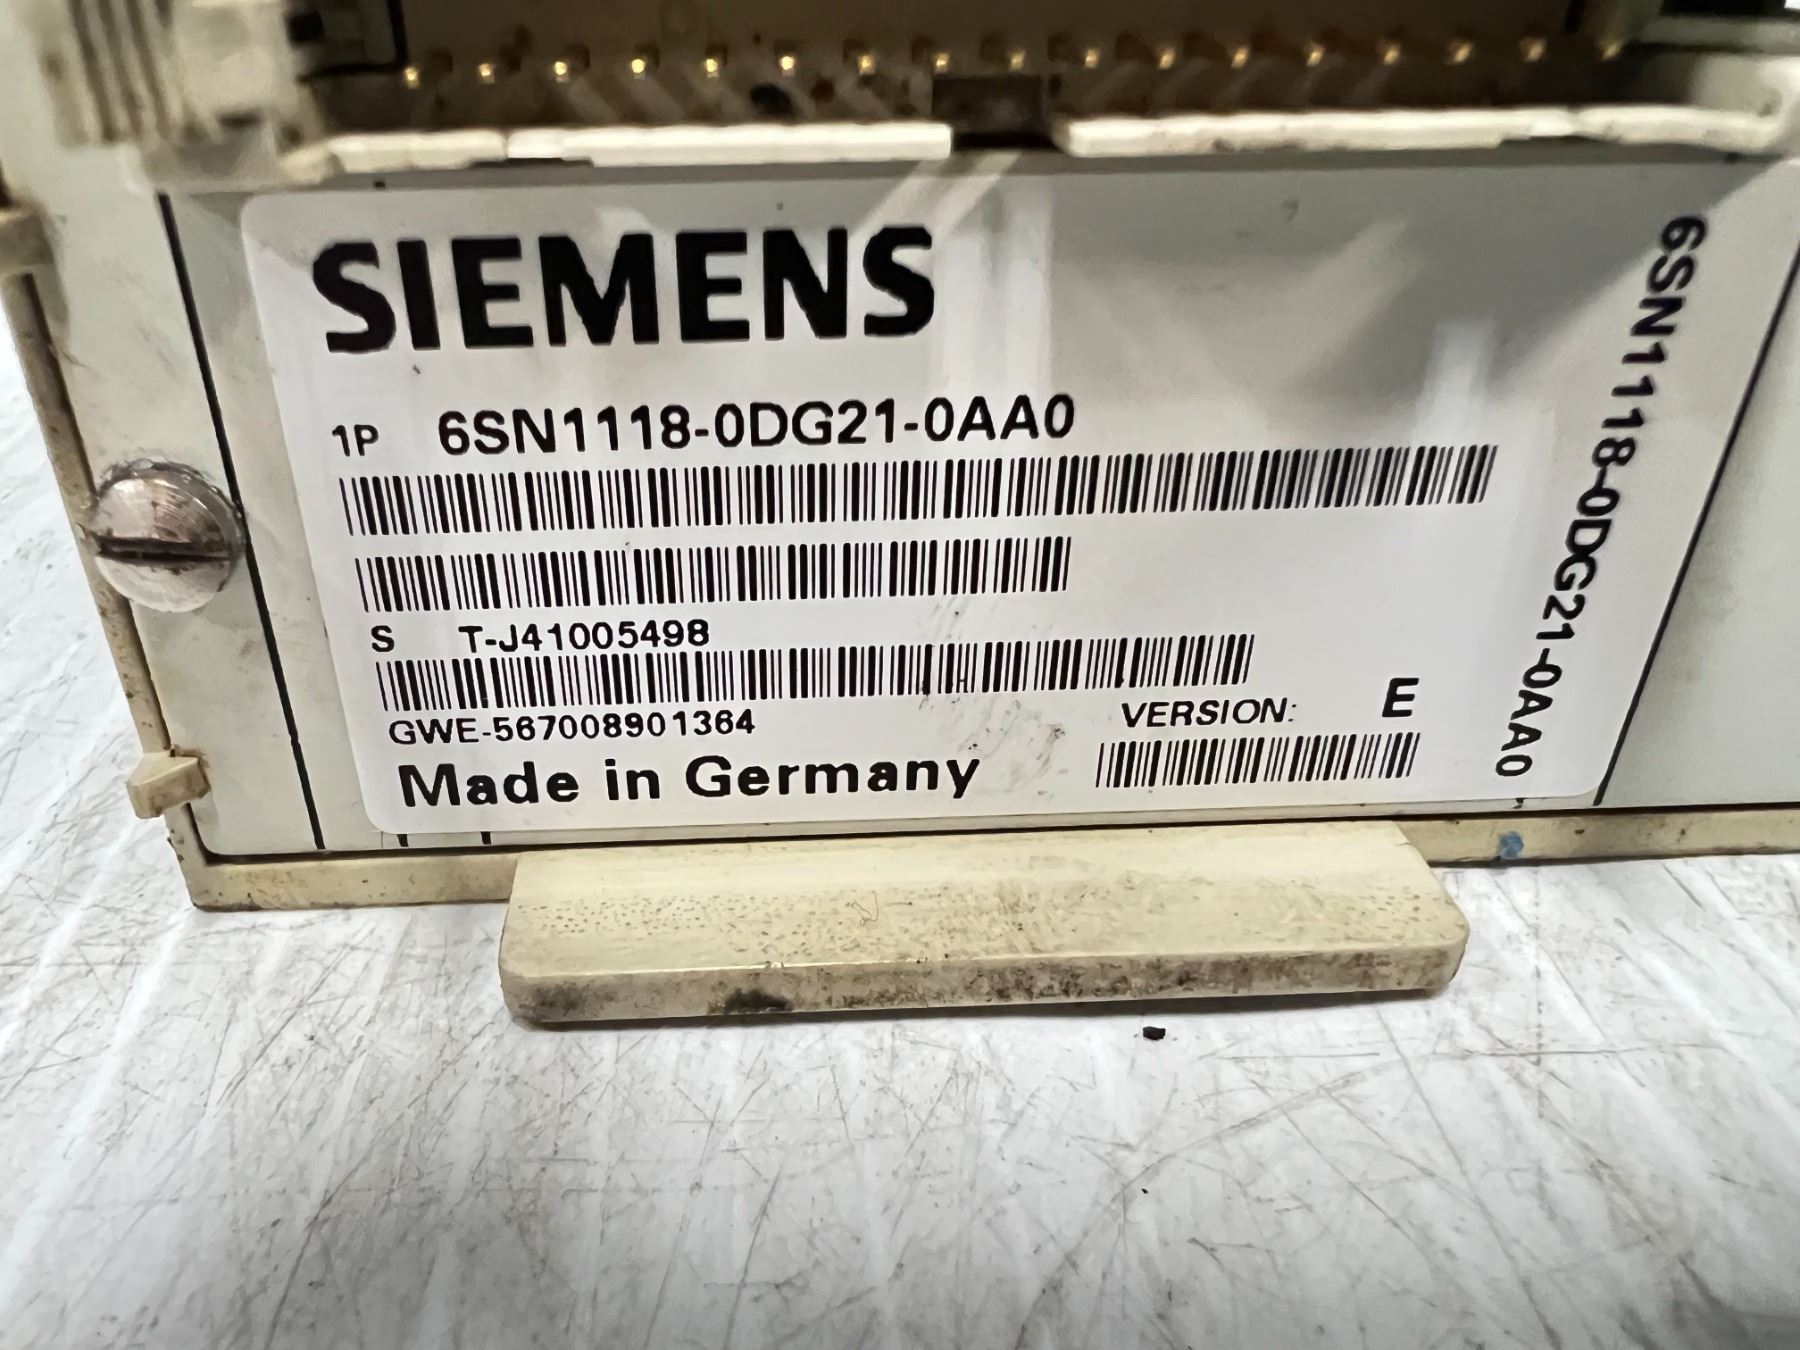 SIEMENS
1P 6SN1118-0DG21-0AA0
S T-J41005498
GWE-567008901364
VERSION: E
Made in Germany
6SN1118-0DG21-0AA0